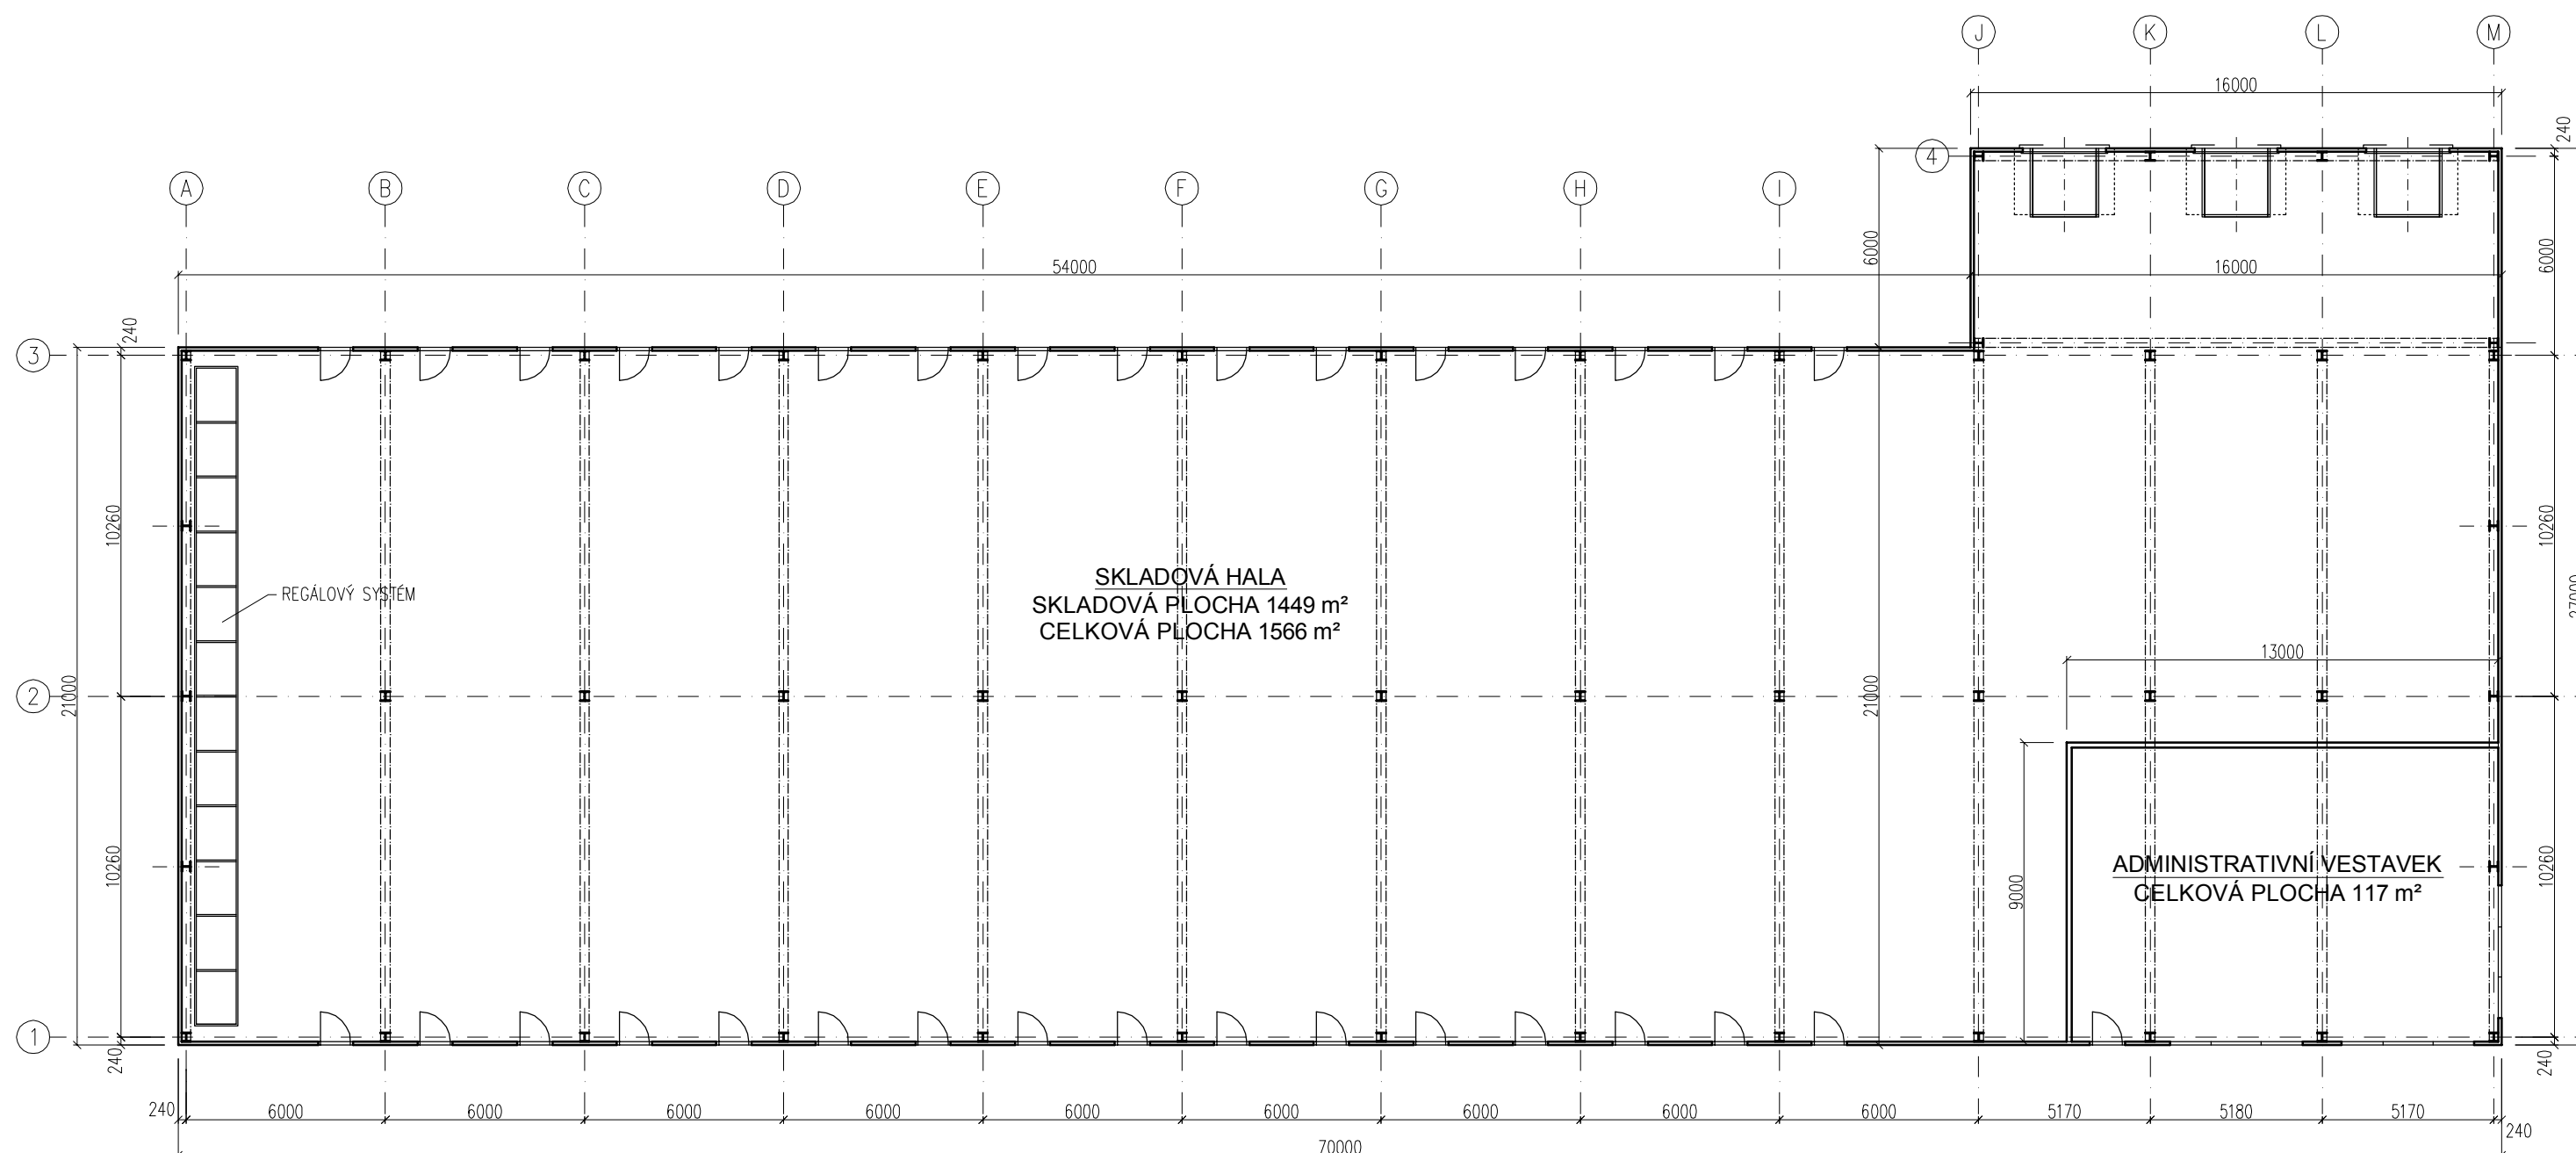 J K L M
16000
240
4
A B C D E F G H I
6000
6000
54000
16000
240
3
10260
10260
SKLADOVÁ HALA
SKLADOVÁ PLOCHA 1449 m²
CELKOVÁ PLOCHA 1566 m²
REGÁLOVÝ SYSTÉM
27000
13000
2
21000
21000
10260
10260
ADMINISTRATIVNÍ VESTAVEK
CELKOVÁ PLOCHA 117 m²
9000
1
240
240
240 6000 6000 6000 6000 6000 6000 6000 6000 6000 5170 5180 5170 240
70000